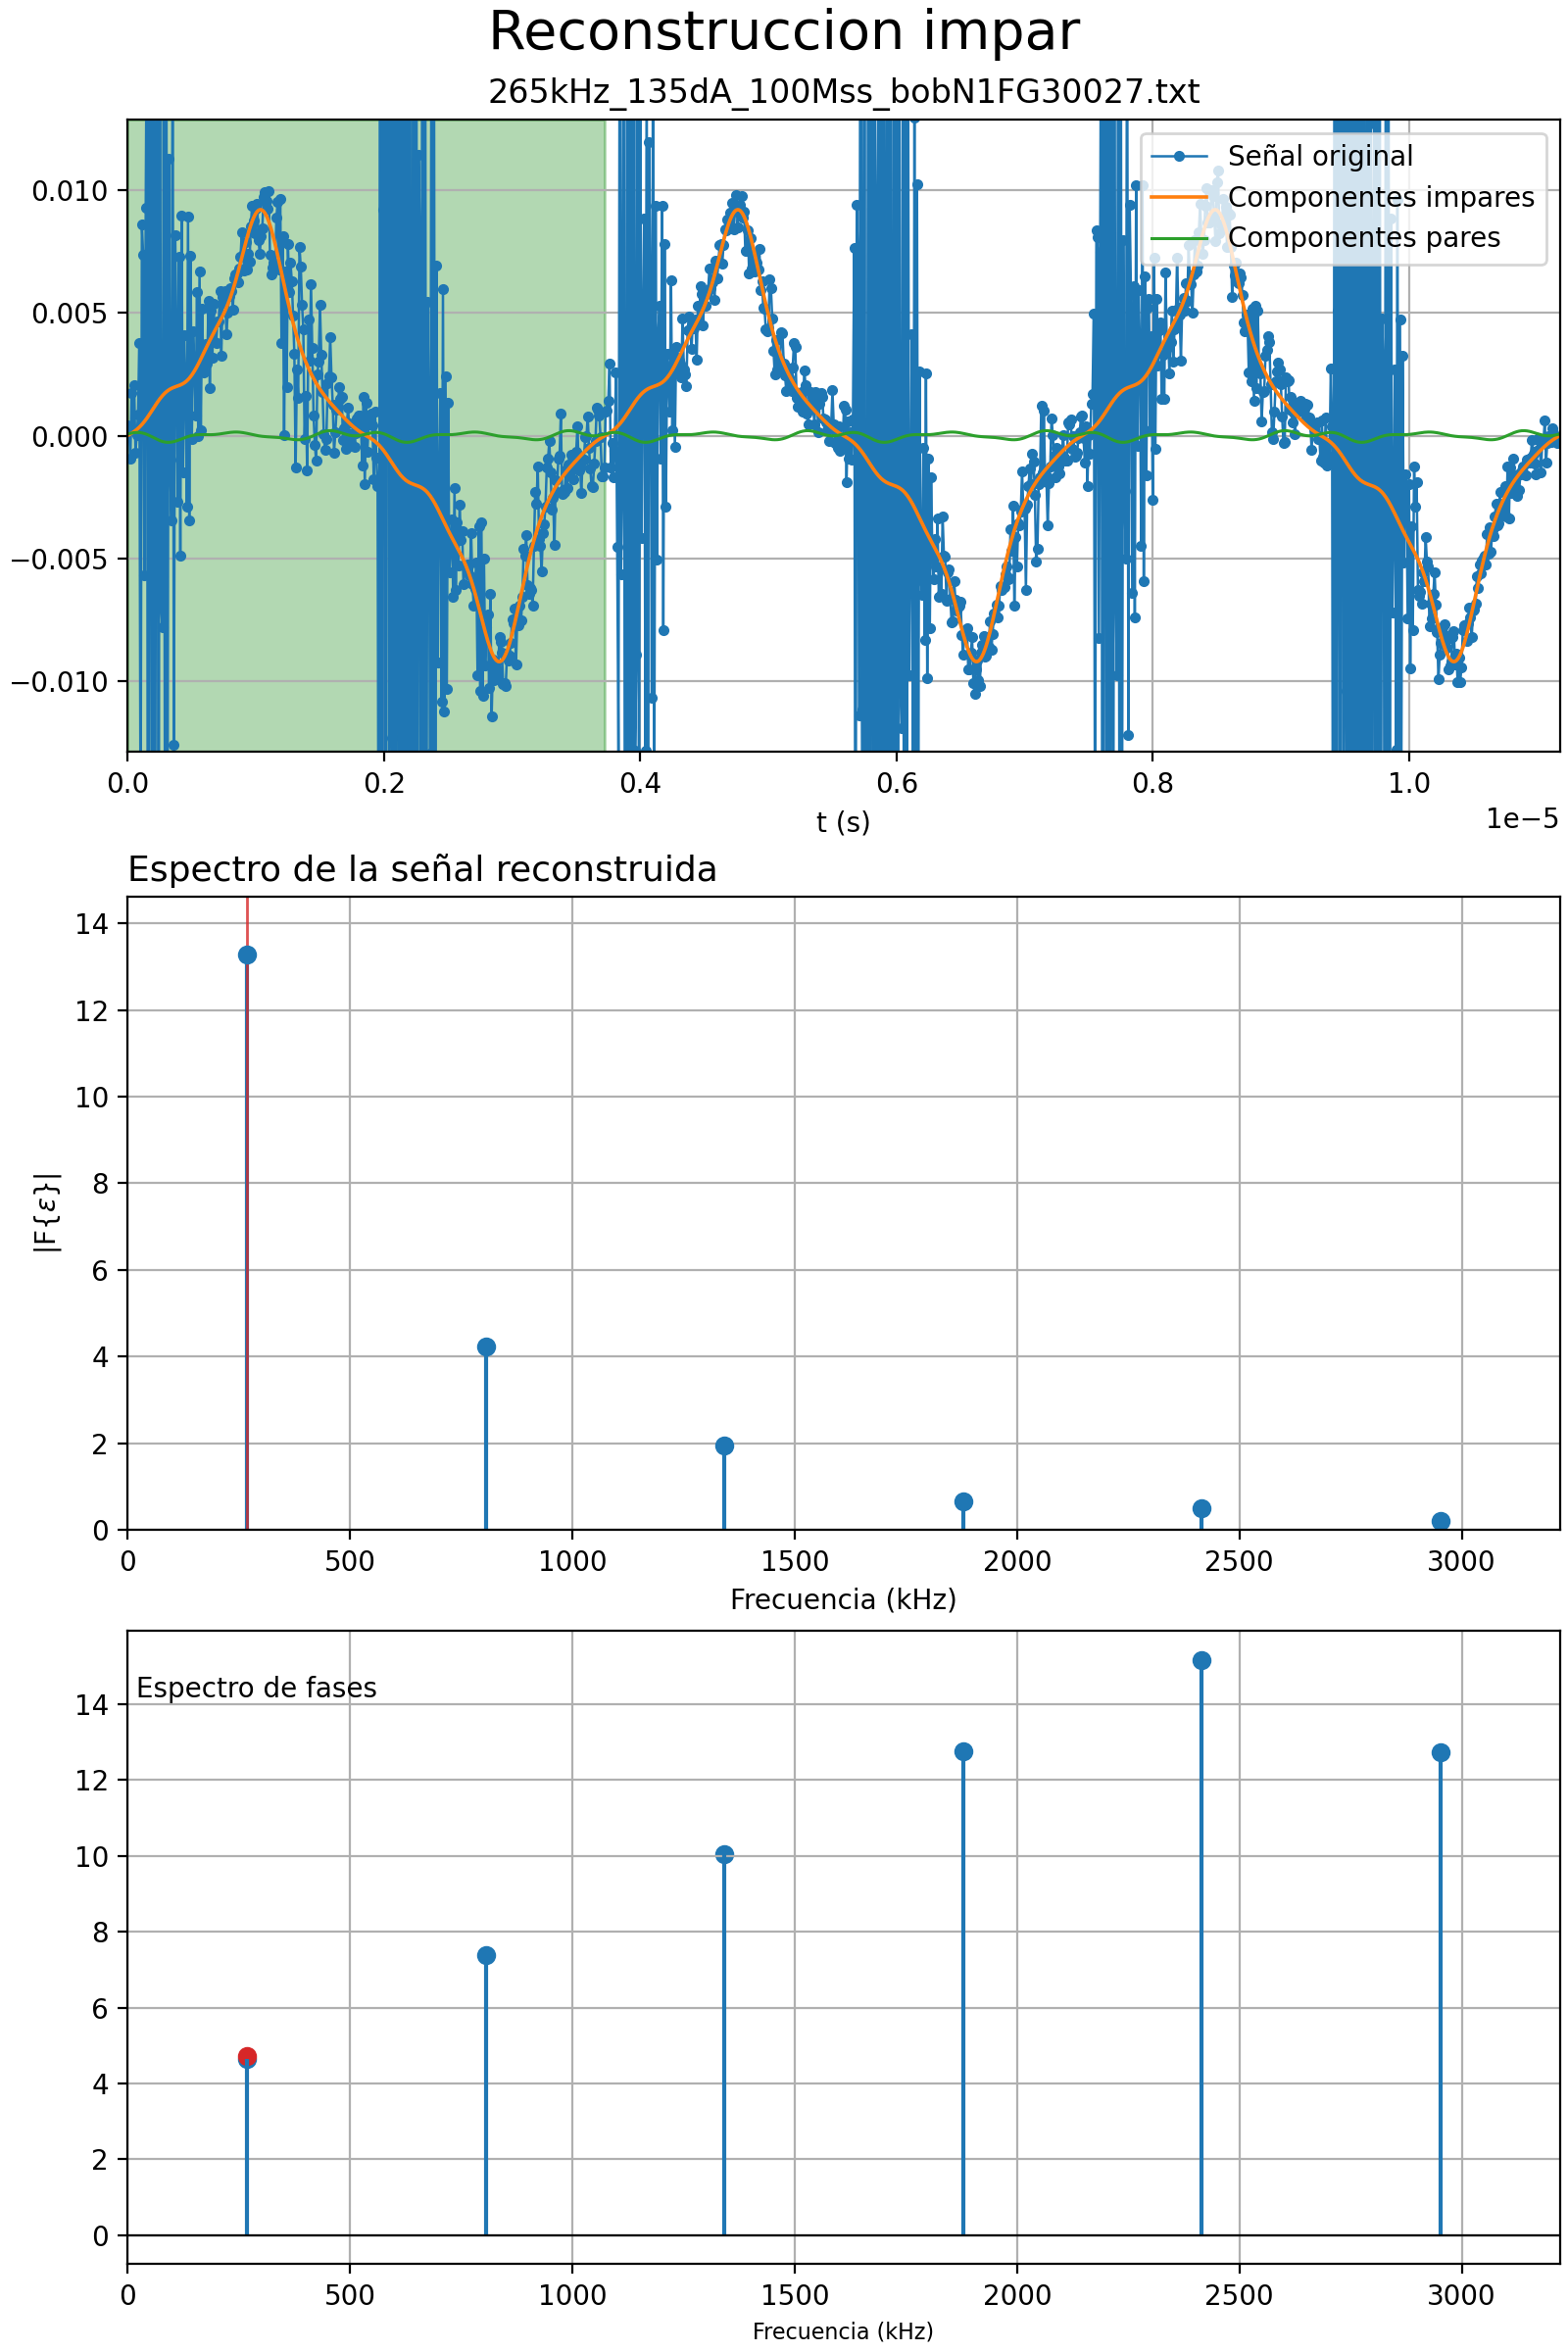 Reconstruccion impar
265kHz_135dA_100Mss_bobN1FG30027.txt
Señal original
Componentes impares
Componentes pares
0.010
0.005
0.000
−0.005
−0.010
0.0 0.2 0.4 0.6 0.8 1.0
1e−5
t (s)
Espectro de la señal reconstruida
14
12
10
8
6
4
2
0
|F{ε}|
0 500 1000 1500 2000 2500 3000
Frecuencia (kHz)
Espectro de fases
14
12
10
8
6
4
2
0
0 500 1000 1500 2000 2500 3000
Frecuencia (kHz)